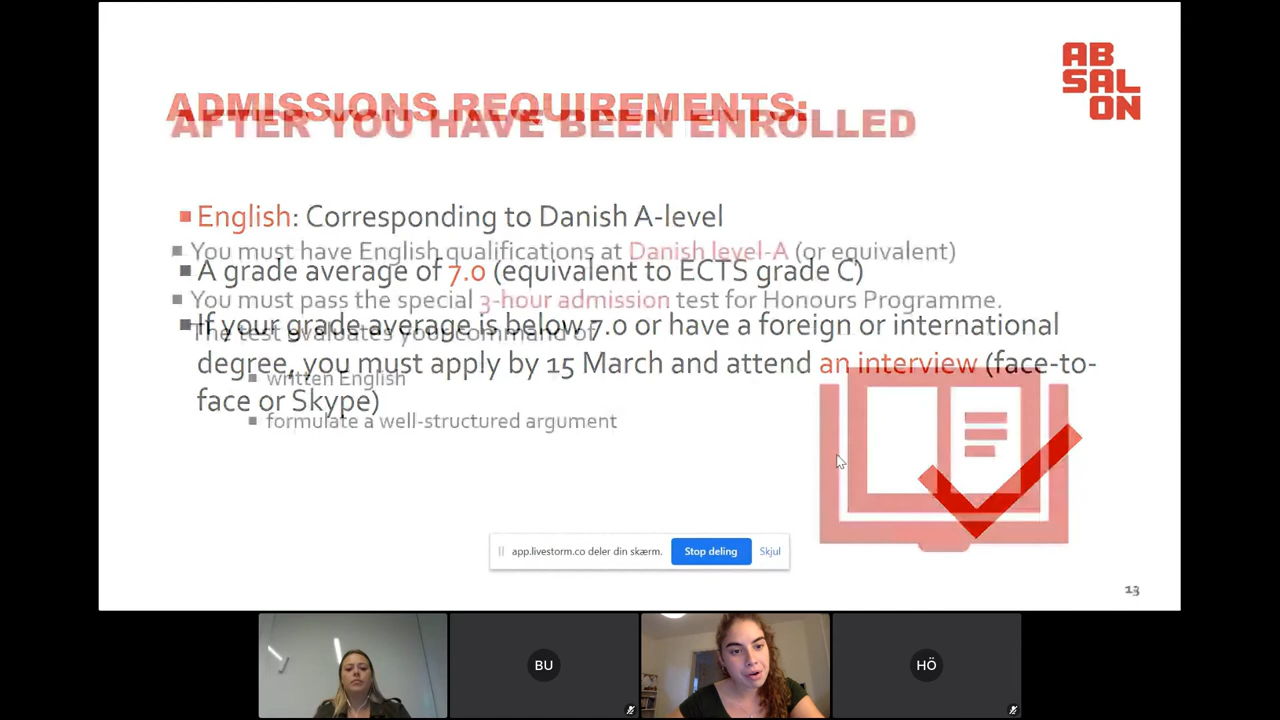 AB
SAL
ON
ADMISSIONS REQUIREMENTS:
AFTER YOU HAVE BEEN ENROLLED
English: Corresponding to Danish A-level
You must have English qualifications at Danish level-A (or equivalent)
A grade average of 7.0 (equivalent to ECTS grade C)
You must pass the special 3-hour admission test for Honours Programme.
If your grade average is below 7.0 or have a foreign or international
The test evaluates your command of
degree, you must apply by 15 March and attend an interview (face-to-
written English
face or Skype)
formulate a well-structured argument
app.livestorm.co deler din skærm.
Stop deling
Skjul
13
BU
HÖ